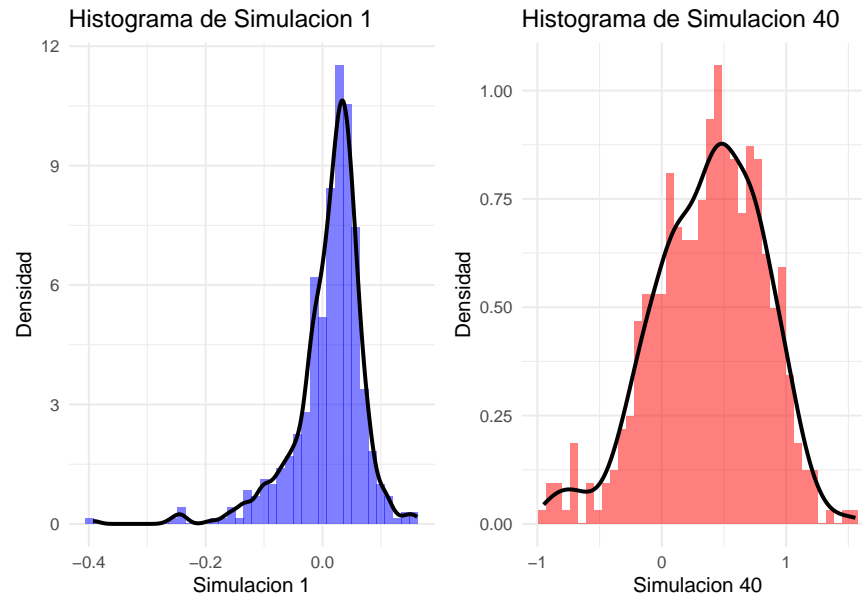 Histograma de Simulacion 1
12
9
6
3
0
Densidad
−0.4
−0.2
0.0
Simulacion 1
Histograma de Simulacion 40
1.00
0.75
0.50
0.25
0.00
Densidad
−1
0
1
Simulacion 40